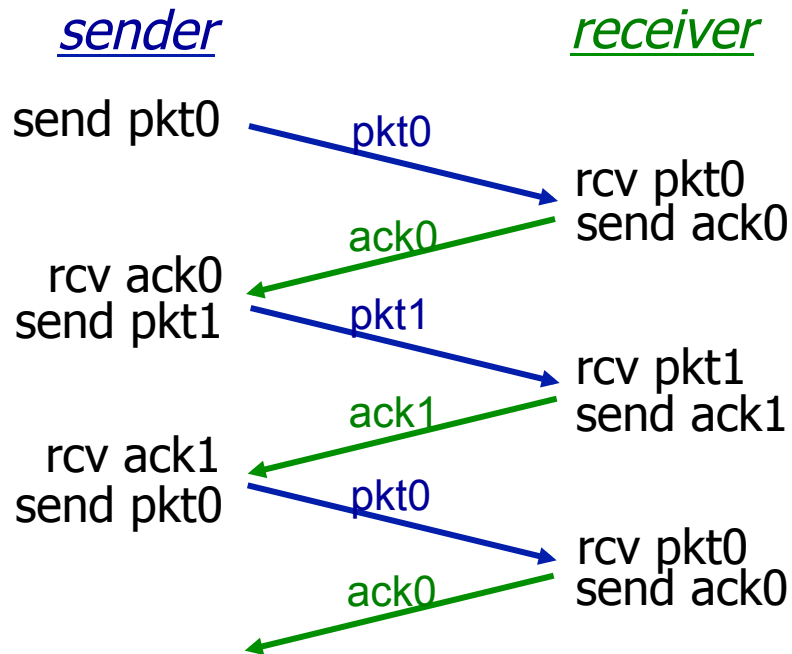 sender
receiver
send pkt0
pkt0
rcv pkt0
send ack0
ack0
rcv ack0
send pkt1
pkt1
rcv pkt1
send ack1
ack1
rcv ack1
send pkt0
pkt0
rcv pkt0
send ack0
ack0